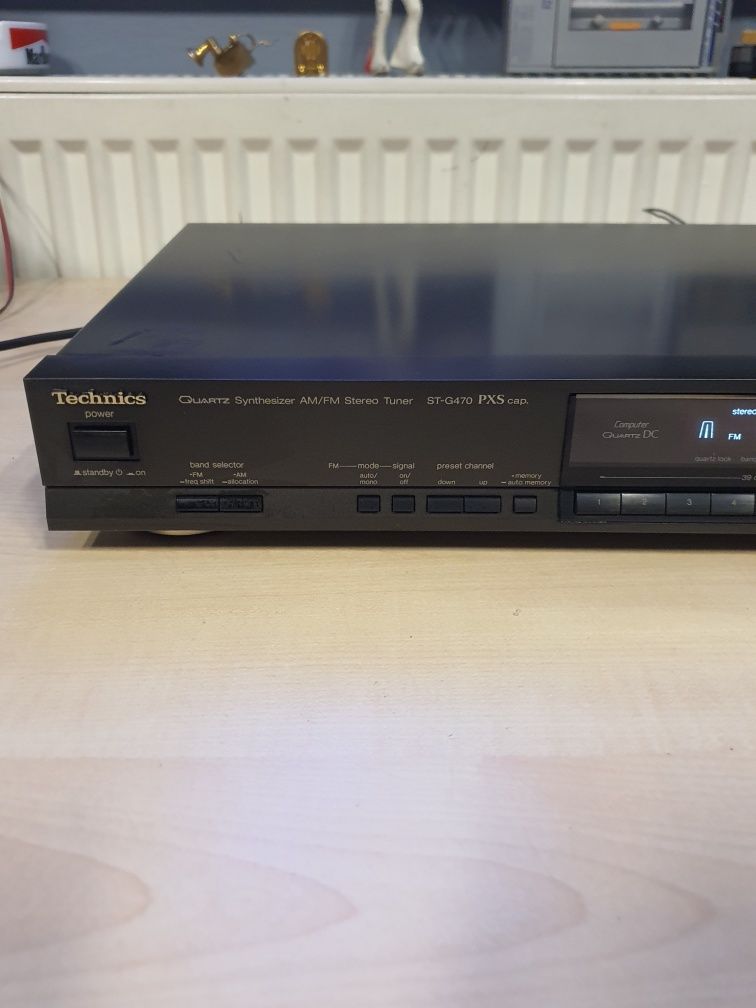 Technics
QUARTZ Synthesizer AM/FM Stereo Tuner ST-G470 PXS cap.
power
standby on
band selector
-FM -AM
freq shift allocation
FM mode signal
auto/ on/
mono off
preset channel
down up
-memory
auto memory
Computer
QUARTZ DC
stereo
FM
quartz lock
39
1 2 3 4